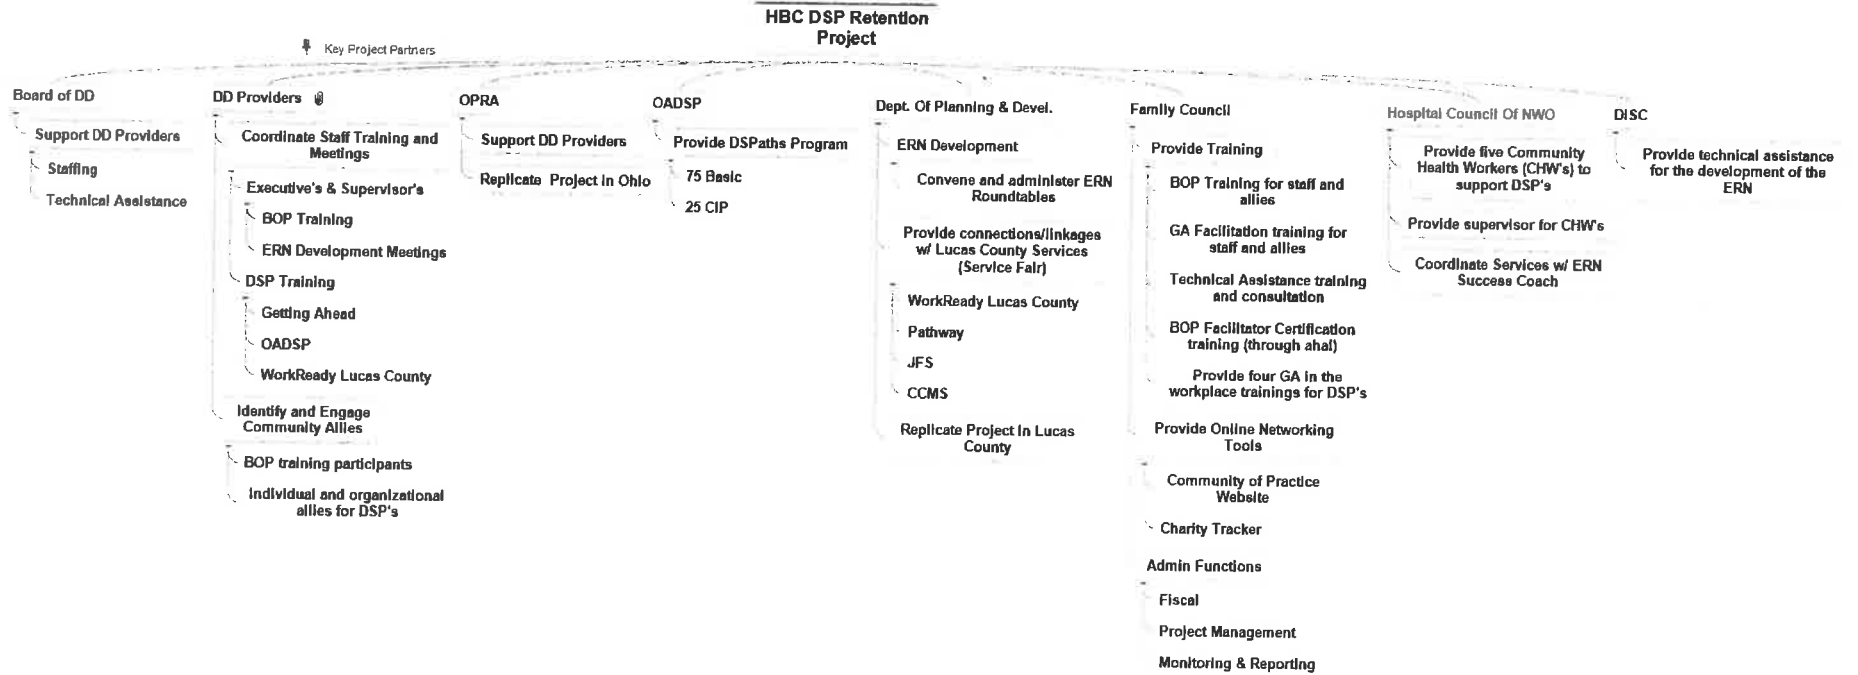 HBC DSP Retention
Project
Key Project Partners
Board of DD
Support DD Providers
Staffing
Technical Assistance
DD Providers
Coordinate Staff Training and
Meetings
Executive's & Supervisor's
BOP Training
ERN Development Meetings
DSP Training
Getting Ahead
OADSP
WorkReady Lucas County
Identify and Engage
Community Allies
BOP training participants
Individual and organizational
allies for DSP's
OPRA
Support DD Providers
Replicate Project in Ohio
OADSP
Provide DSPaths Program
75 Basic
25 CIP
Dept. Of Planning & Devel.
ERN Development
Convene and administer ERN
Roundtables
Provide connections/linkages
w/ Lucas County Services
(Service Fair)
WorkReady Lucas County
Pathway
JFS
CCMS
Replicate Project in Lucas
County
Family Council
Provide Training
BOP Training for staff and
allies
GA Facilitation training for
staff and allies
Technical Assistance training
and consultation
BOP Facilitator Certification
training (through aha!)
Provide four GA in the
workplace trainings for DSP's
Provide Online Networking
Tools
Community of Practice
Website
Charity Tracker
Admin Functions
Fiscal
Project Management
Monitoring & Reporting
Hospital Council Of NWO
Provide five Community
Health Workers (CHW's) to
support DSP's
Provide supervisor for CHW's
Coordinate Services w/ ERN
Success Coach
DISC
Provide technical assistance
for the development of the
ERN